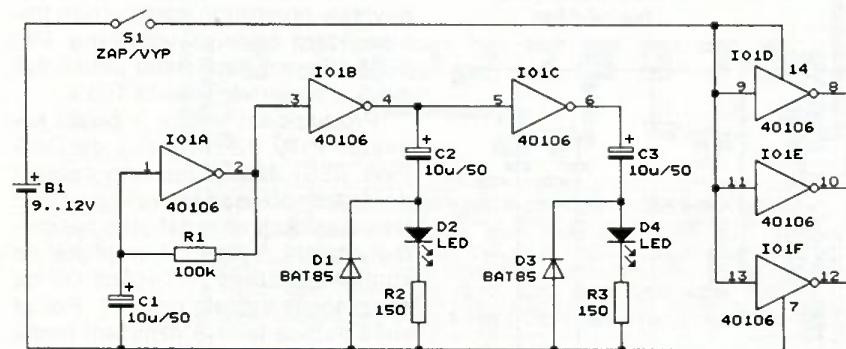 S1
ZAP/VYP
B1
9..12V
IO1A
1
2
40106
R1
100k
C1
10u/50
IO1B
3
4
40106
C2
10u/50
D1
BAT85
D2
LED
R2
150
IO1C
5
6
40106
C3
10u/50
D3
BAT85
D4
LED
R3
150
IO1D
14
9
8
40106
IO1E
11
10
40106
IO1F
13
12
7
40106